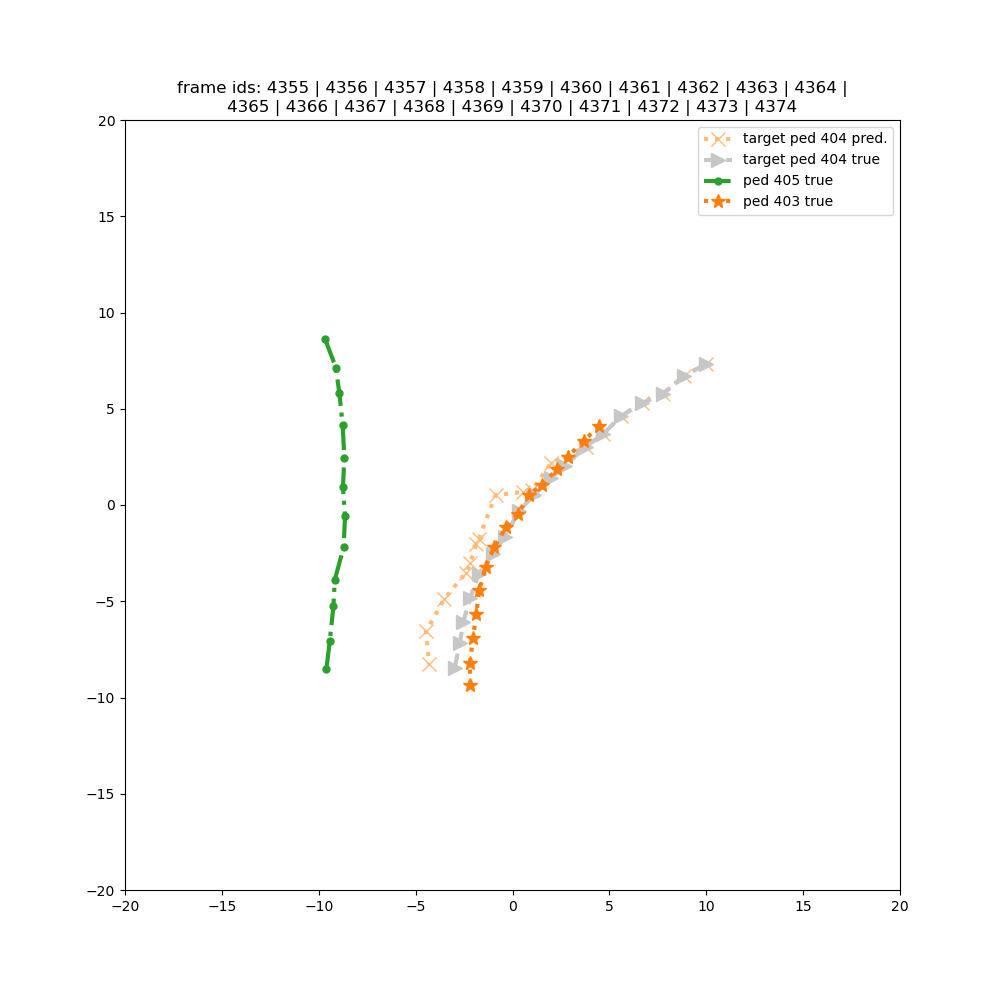 frame ids: 4355 | 4356 | 4357 | 4358 | 4359 | 4360 | 4361 | 4362 | 4363 | 4364 |
4365 | 4366 | 4367 | 4368 | 4369 | 4370 | 4371 | 4372 | 4373 | 4374
target ped 404 pred.
target ped 404 true
ped 405 true
ped 403 true
20
15
10
5
0
−5
−10
−15
−20
−20 −15 −10 −5 0 5 10 15 20